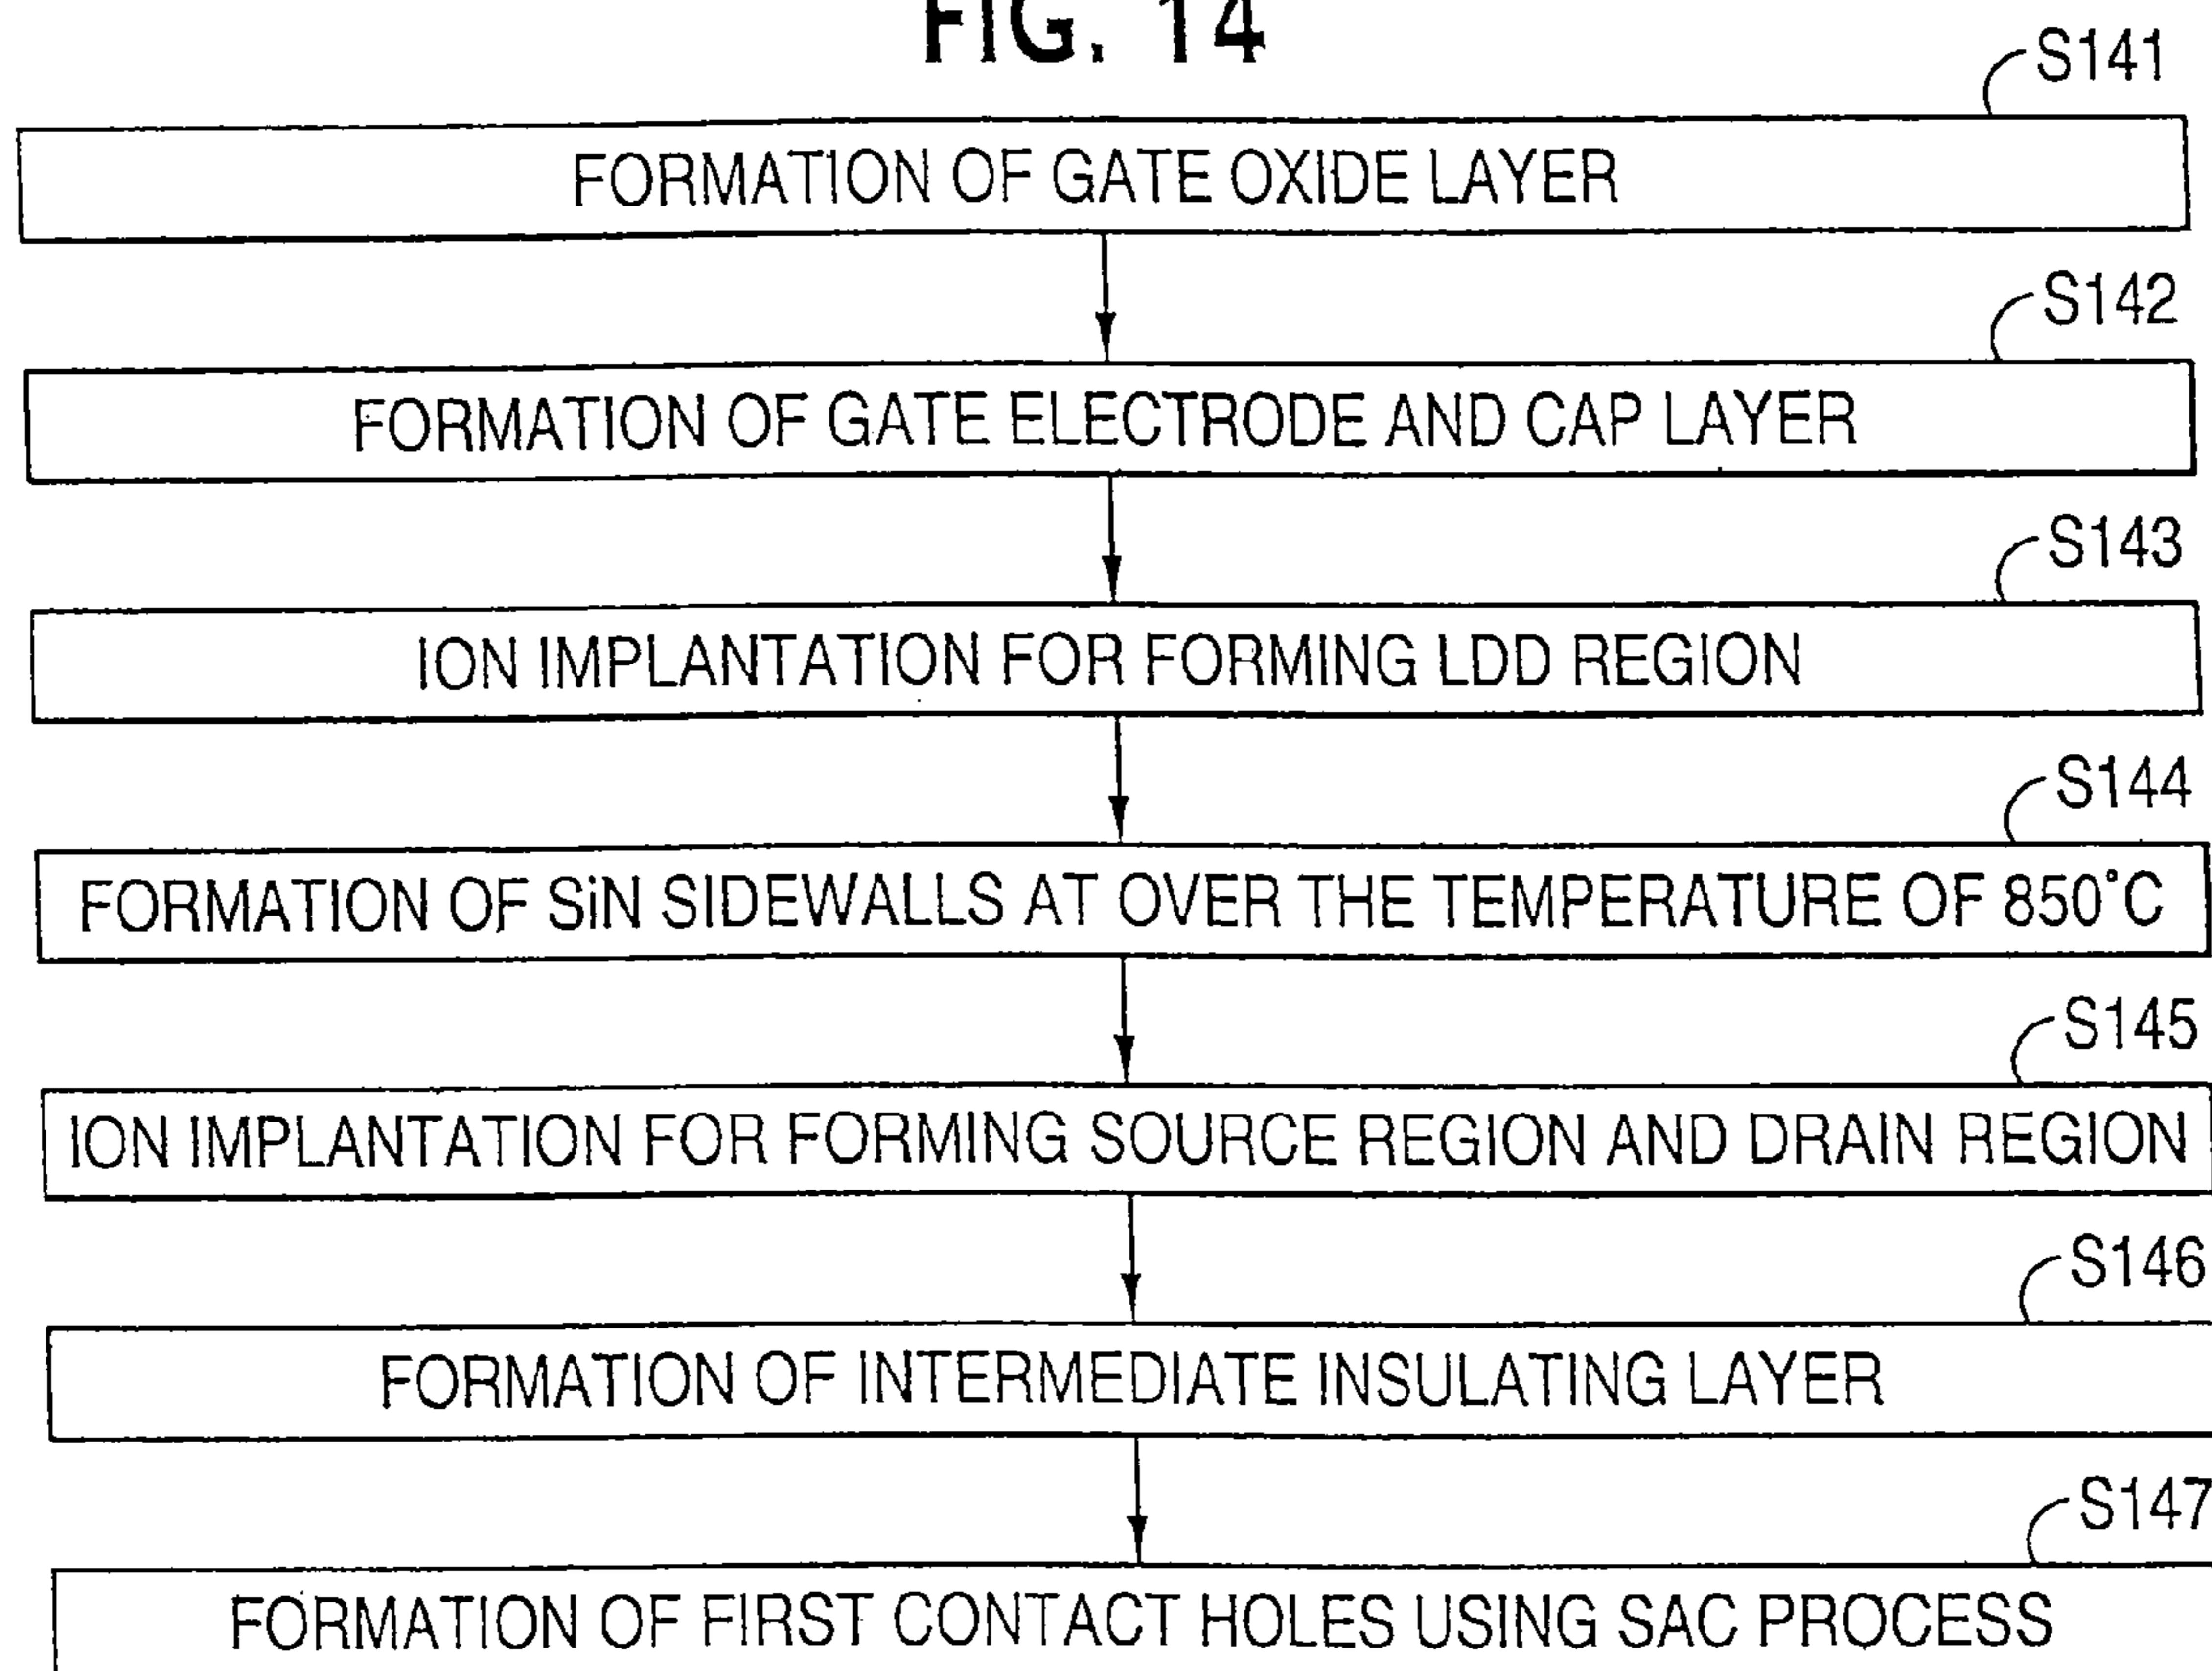 FIG. 14
S141
FORMATION OF GATE OXIDE LAYER
S142
FORMATION OF GATE ELECTRODE AND CAP LAYER
S143
ION IMPLANTATION FOR FORMING LDD REGION
S144
FORMATION OF SiN SIDEWALLS AT OVER THE TEMPERATURE OF 850°C
S145
ION IMPLANTATION FOR FORMING SOURCE REGION AND DRAIN REGION
S146
FORMATION OF INTERMEDIATE INSULATING LAYER
S147
FORMATION OF FIRST CONTACT HOLES USING SAC PROCESS